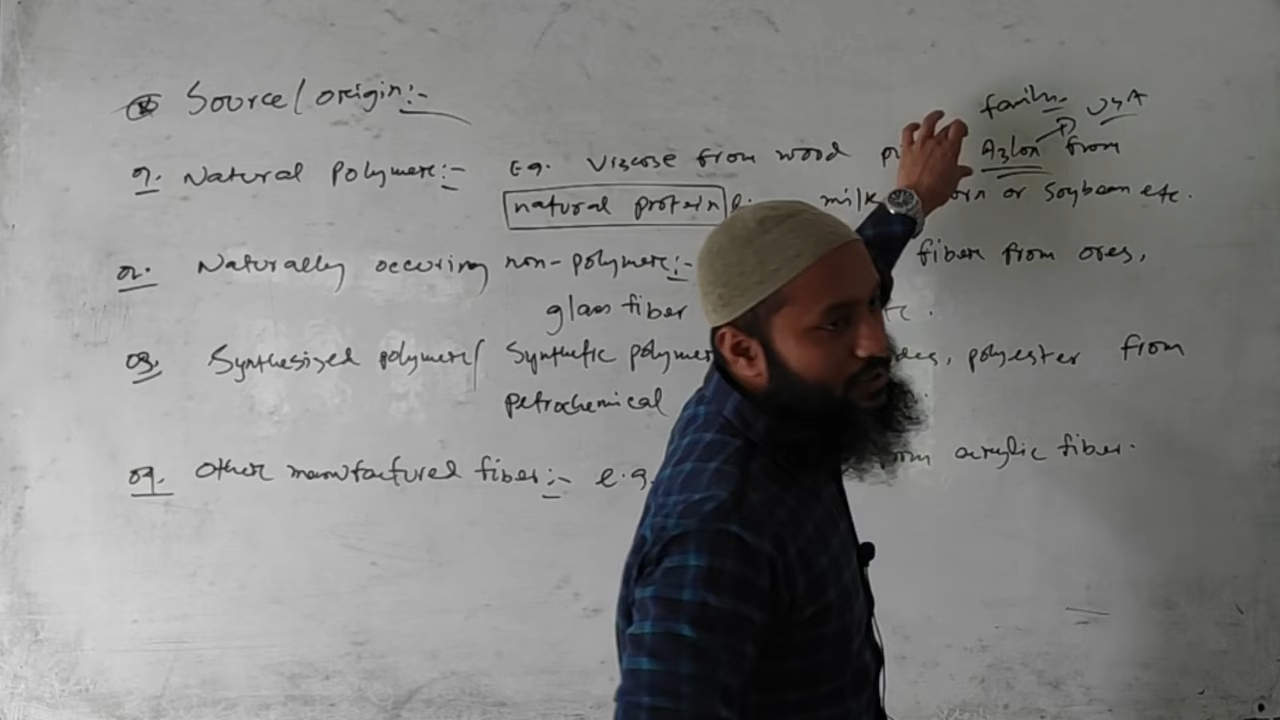 Source/origin:-
family USA
Natural Polymer:- Eg. Viscose from wood Azlon from
natural protein milk or soybean etc.
02. Naturally occuring non-polymer:- fiber from ores,
glass fiber
03. Synthesized polymer/ Synthetic polymer polyester from
petrochemical
04. Other manufactured fiber:- e.g. acrylic fiber.